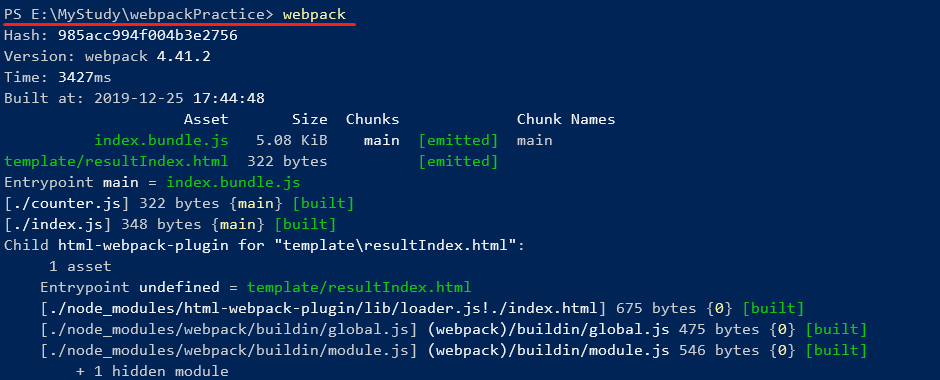 PS E:\MyStudy\webpackPractice> webpack
Hash: 985acc994f004b3e2756
Version: webpack 4.41.2
Time: 3427ms
Built at: 2019-12-25 17:44:48
Asset Size Chunks Chunk Names
index.bundle.js 5.08 KiB main [emitted] main
template/resultIndex.html 322 bytes [emitted]
Entrypoint main = index.bundle.js
[./counter.js] 322 bytes {main} [built]
[./index.js] 348 bytes {main} [built]
Child html-webpack-plugin for "template\resultIndex.html":
1 asset
Entrypoint undefined = template/resultIndex.html
[./node_modules/html-webpack-plugin/lib/loader.js!./index.html] 675 bytes {0} [built]
[./node_modules/webpack/buildin/global.js] (webpack)/buildin/global.js 475 bytes {0} [built]
[./node_modules/webpack/buildin/module.js] (webpack)/buildin/module.js 546 bytes {0} [built]
+ 1 hidden module